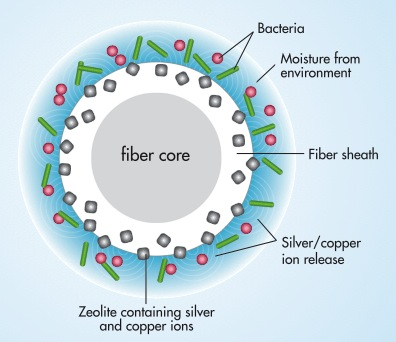 Bacteria
Moisture from
environment
fiber core
Fiber sheath
Silver/copper
ion release
Zeolite containing silver
and copper ions